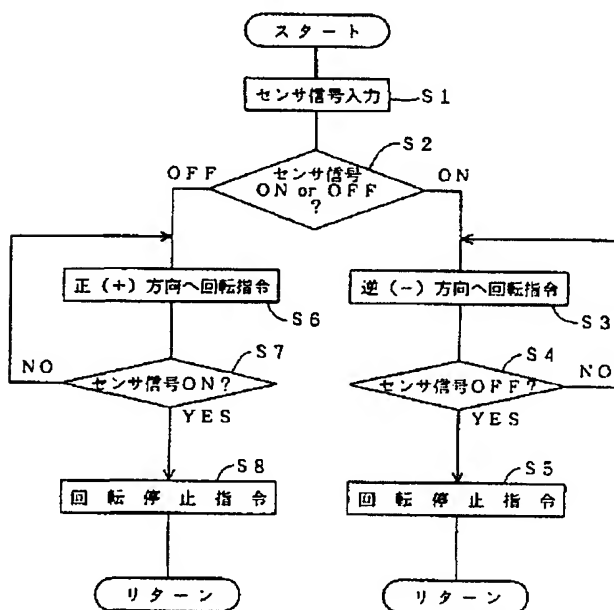 スタート
センサ信号入力
S1
S2
センサ信号
ON or OFF
?
OFF
ON
正(+)方向へ回転指令
S6
逆(-)方向へ回転指令
S3
S7
センサ信号ON?
NO
YES
S4
センサ信号OFF?
NO
YES
S8
回転停止指令
S5
回転停止指令
リターン
リターン